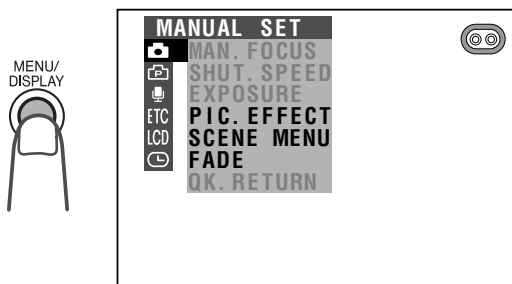 MENU/
DISPLAY
MANUAL SET
MAN. FOCUS
P SHUT. SPEED
EXPOSURE
ETC PIC. EFFECT
LCD SCENE MENU
FADE
QK. RETURN